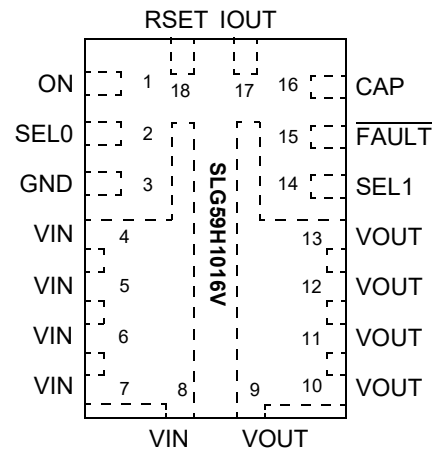 RSET IOUT
ON 1 18 17 16 CAP
SEL0 2 15 FAULT
GND 3 14 SEL1
SLG59H1016V
VIN 4 13 VOUT
VIN 5 12 VOUT
VIN 6 11 VOUT
VIN 7 8 9 10 VOUT
VIN VOUT